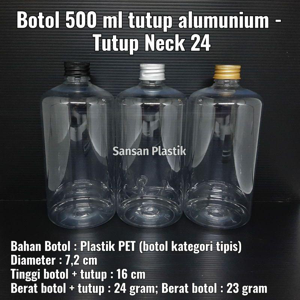 Botol 500 ml tutup alumunium -
Tutup Neck 24
Sansan Plastik
Bahan Botol : Plastik PET (botol kategori tipis)
Diameter : 7,2 cm
Tinggi botol + tutup : 16 cm
Berat botol + tutup : 24 gram; Berat botol : 23 gram